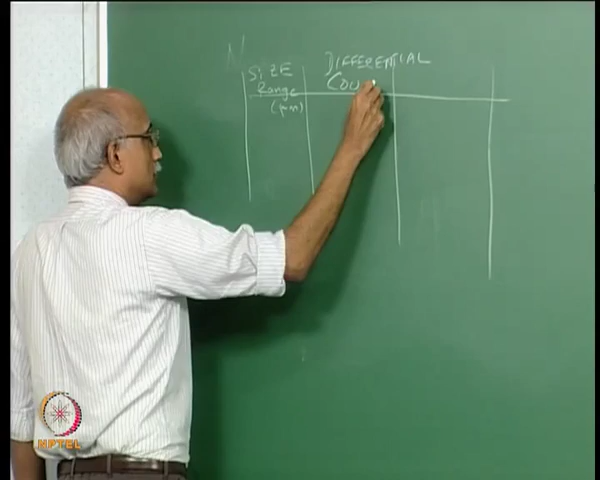 N
SIZE
Range
(μm)
DIFFERENTIAL
COU
NPTEL